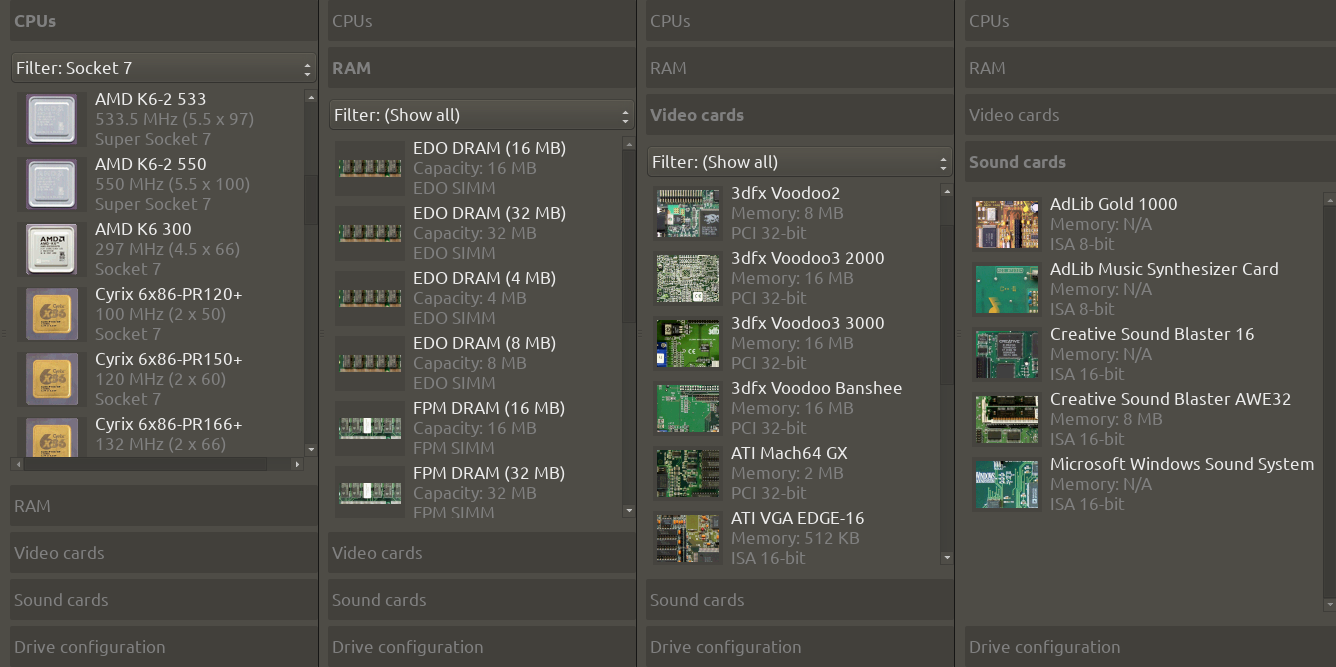 CPUs
Filter: Socket 7
AMD K6-2 533
533.5 MHz (5.5 x 97)
Super Socket 7
AMD K6-2 550
550 MHz (5.5 x 100)
Super Socket 7
AMD K6 300
297 MHz (4.5 x 66)
Socket 7
Cyrix 6x86-PR120+
100 MHz (2 x 50)
Socket 7
Cyrix 6x86-PR150+
120 MHz (2 x 60)
Socket 7
Cyrix 6x86-PR166+
132 MHz (2 x 66)
RAM
Video cards
Sound cards
Drive configuration
CPUs
RAM
Filter: (Show all)
EDO DRAM (16 MB)
Capacity: 16 MB
EDO SIMM
EDO DRAM (32 MB)
Capacity: 32 MB
EDO SIMM
EDO DRAM (4 MB)
Capacity: 4 MB
EDO SIMM
EDO DRAM (8 MB)
Capacity: 8 MB
EDO SIMM
FPM DRAM (16 MB)
Capacity: 16 MB
FPM SIMM
FPM DRAM (32 MB)
Capacity: 32 MB
FPM SIMM
Video cards
Sound cards
Drive configuration
CPUs
RAM
Video cards
Filter: (Show all)
3dfx Voodoo2
Memory: 8 MB
PCI 32-bit
3dfx Voodoo3 2000
Memory: 16 MB
PCI 32-bit
3dfx Voodoo3 3000
Memory: 16 MB
PCI 32-bit
3dfx Voodoo Banshee
Memory: 16 MB
PCI 32-bit
ATI Mach64 GX
Memory: 2 MB
PCI 32-bit
ATI VGA EDGE-16
Memory: 512 KB
ISA 16-bit
Sound cards
Drive configuration
CPUs
RAM
Video cards
Sound cards
AdLib Gold 1000
Memory: N/A
ISA 8-bit
AdLib Music Synthesizer Card
Memory: N/A
ISA 8-bit
Creative Sound Blaster 16
Memory: N/A
ISA 16-bit
Creative Sound Blaster AWE32
Memory: 8 MB
ISA 16-bit
Microsoft Windows Sound System
Memory: N/A
ISA 16-bit
Drive configuration